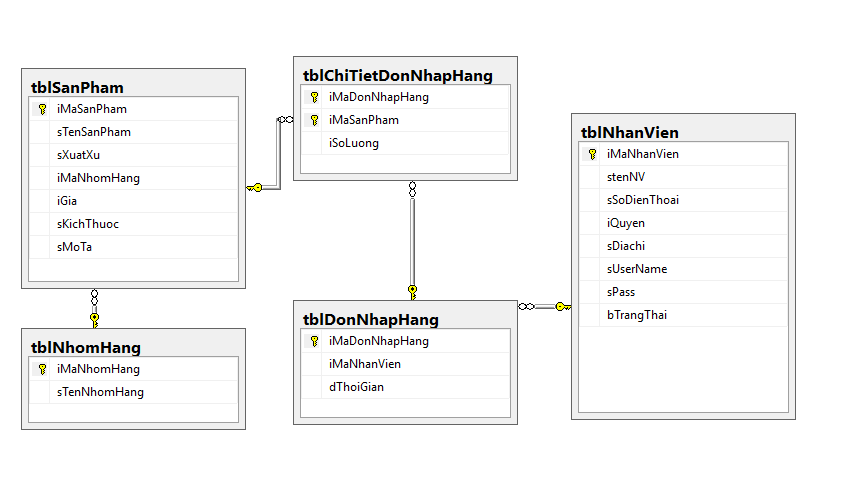 tblSanPham
iMaSanPham
sTenSanPham
sXuatXu
iMaNhomHang
iGia
sKichThuoc
sMoTa
tblNhomHang
iMaNhomHang
sTenNhomHang
tblChiTietDonNhapHang
iMaDonNhapHang
iMaSanPham
iSoLuong
tblDonNhapHang
iMaDonNhapHang
iMaNhanVien
dThoiGian
tblNhanVien
iMaNhanVien
stenNV
sSoDienThoai
iQuyen
sDiachi
sUserName
sPass
bTrangThai